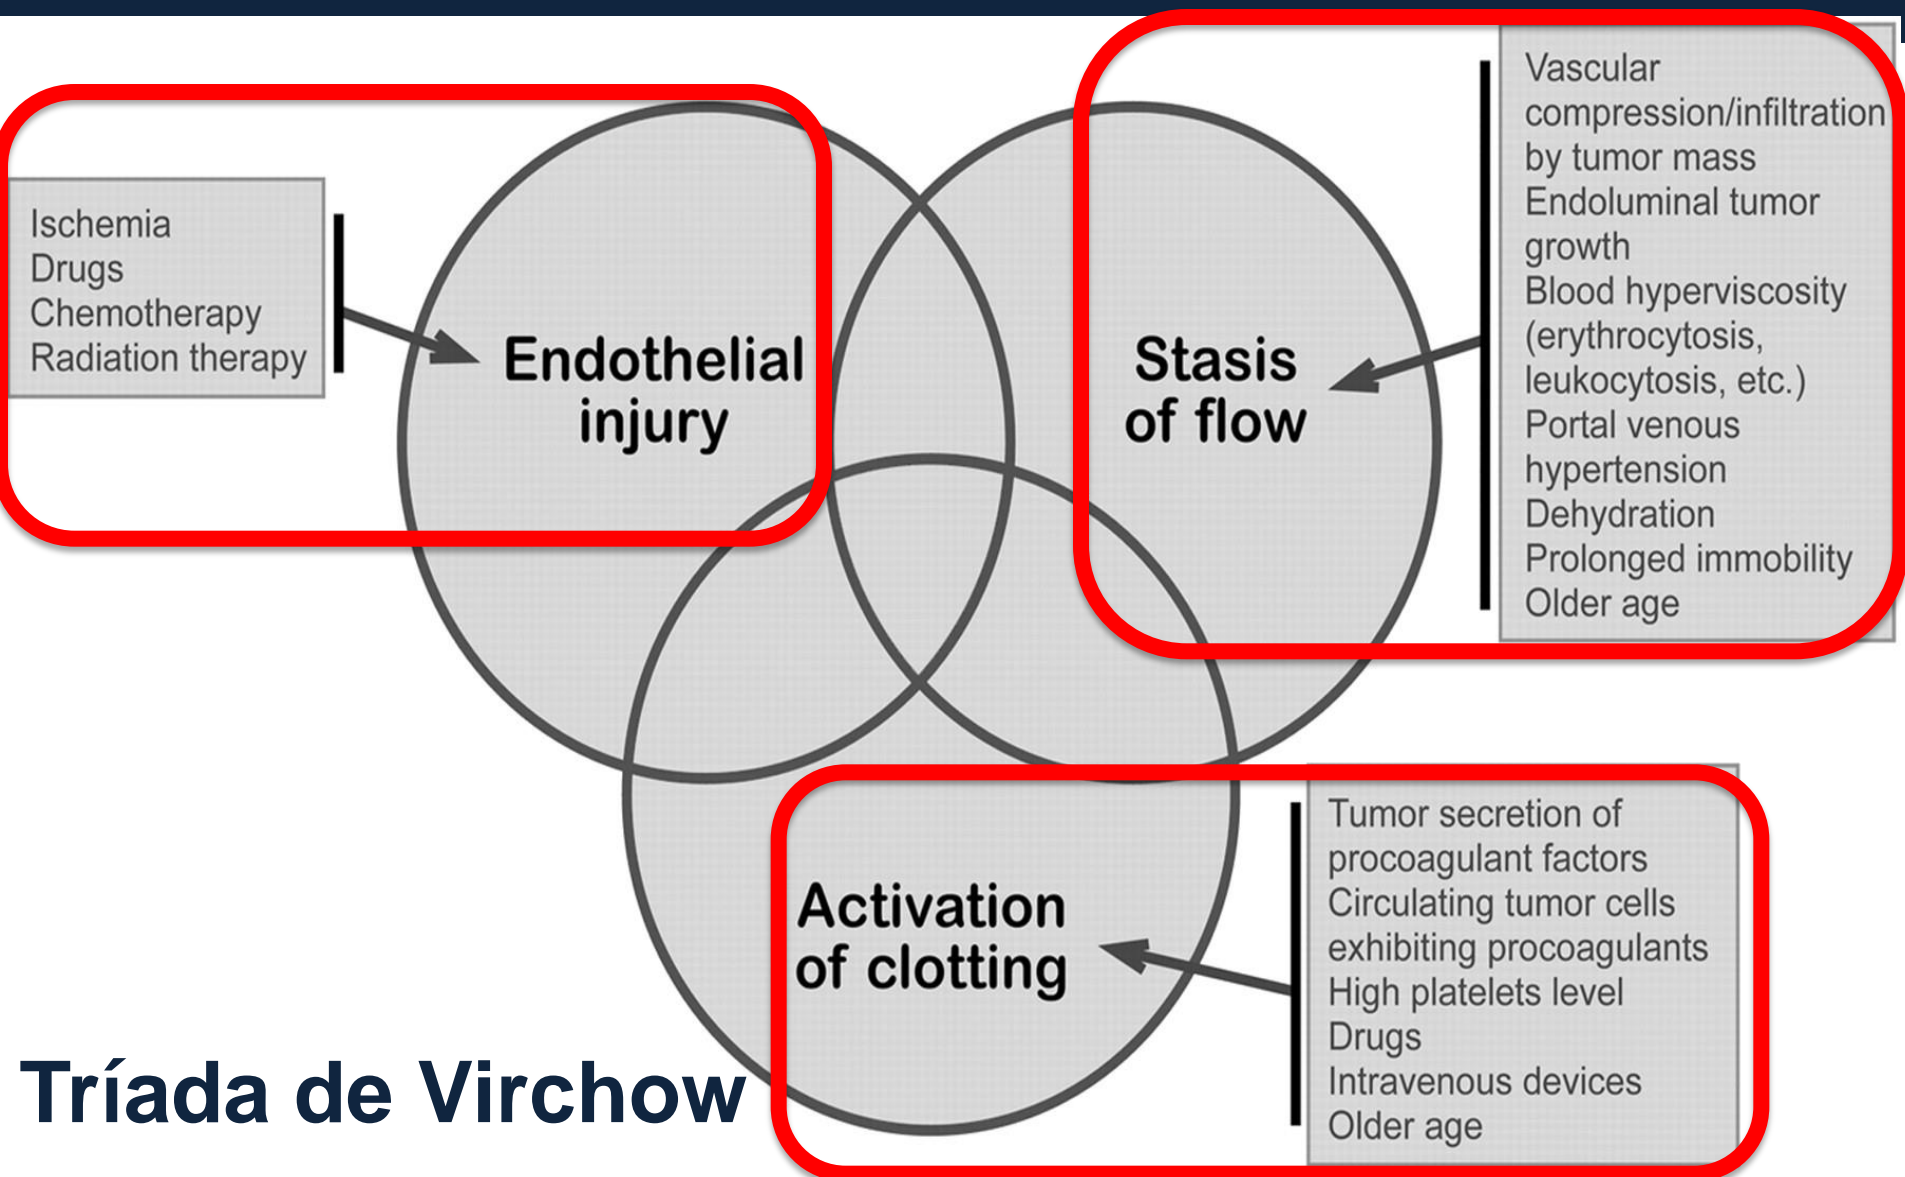 Ischemia
Drugs
Chemotherapy
Radiation therapy
Endothelial
injury
Stasis
of flow
Vascular
compression/infiltration
by tumor mass
Endoluminal tumor
growth
Blood hyperviscosity
(erythrocytosis,
leukocytosis, etc.)
Portal venous
hypertension
Dehydration
Prolonged immobility
Older age
Activation
of clotting
Tumor secretion of
procoagulant factors
Circulating tumor cells
exhibiting procoagulants
High platelets level
Drugs
Intravenous devices
Older age
Tríada de Virchow